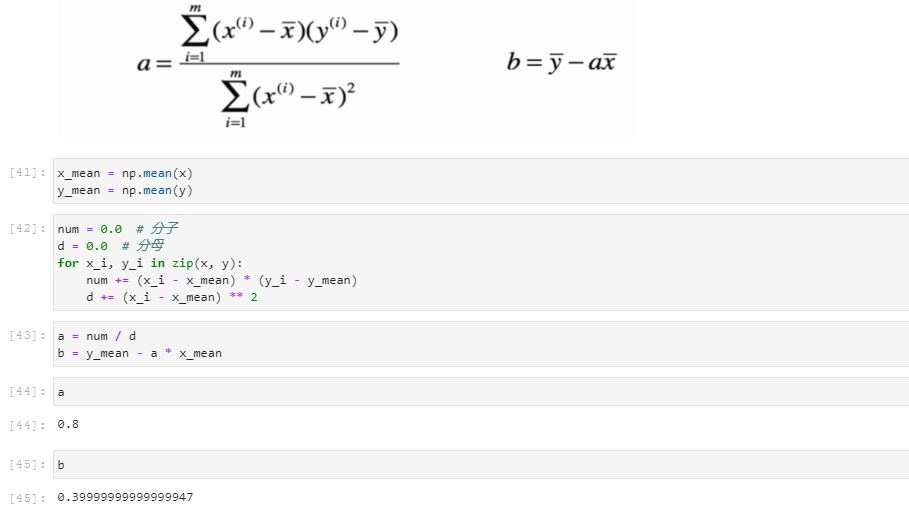 a = \frac{\sum_{i=1}^{m}(x^{(i)} - \overline{x})(y^{(i)} - \overline{y})}{\sum_{i=1}^{m}(x^{(i)} - \overline{x})^2} b = \overline{y} - a\overline{x}
[41]: x_mean = np.mean(x)
y_mean = np.mean(y)
[42]: num = 0.0  # 分子
d = 0.0  # 分母
for x_i, y_i in zip(x, y):
    num += (x_i - x_mean) * (y_i - y_mean)
    d += (x_i - x_mean) ** 2
[43]: a = num / d
b = y_mean - a * x_mean
[44]: a
[44]: 0.8
[45]: b
[45]: 0.39999999999999947